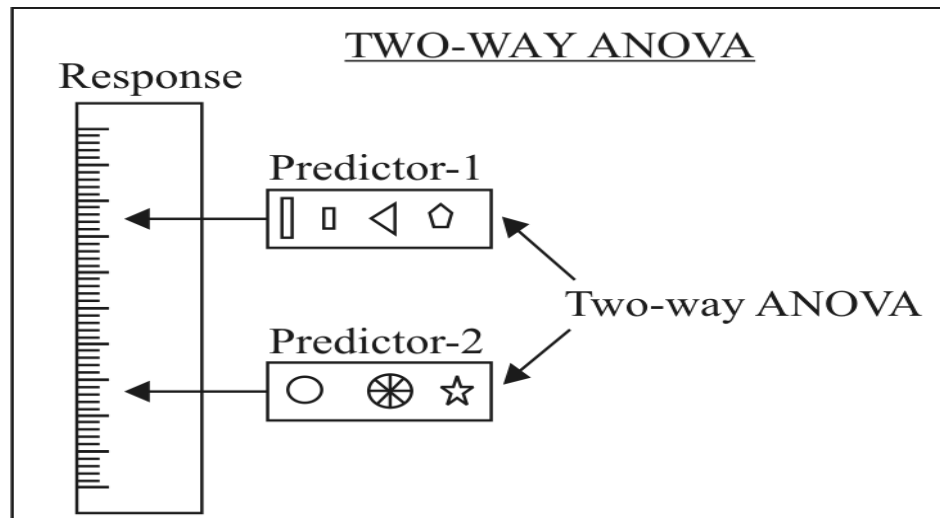 TWO-WAY ANOVA
Response
Predictor-1
Two-way ANOVA
Predictor-2